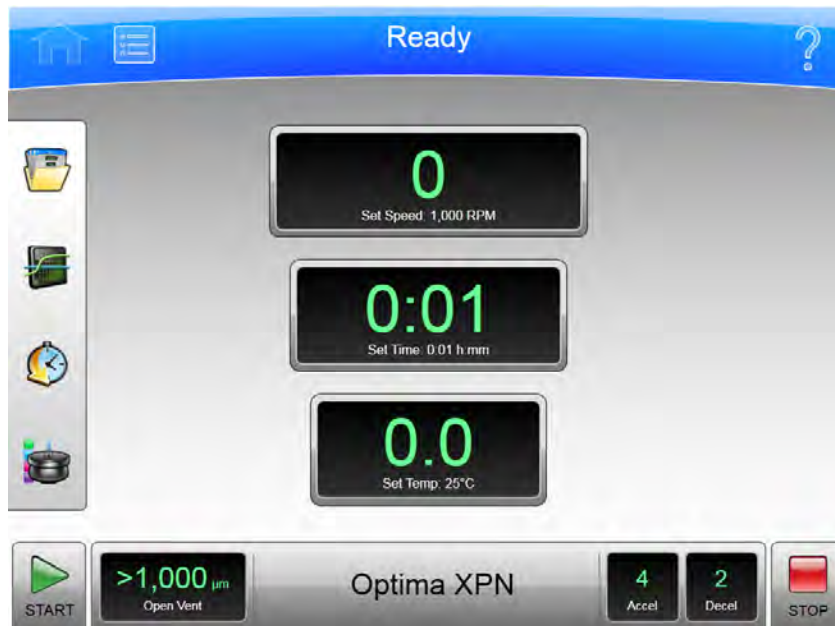 Ready
?
0
Set Speed: 1,000 RPM
0:01
Set Time: 0:01 h:mm
0.0
Set Temp: 25°C
START
>1,000 µm
Open Vent
Optima XPN
4
Accel
2
Decel
STOP